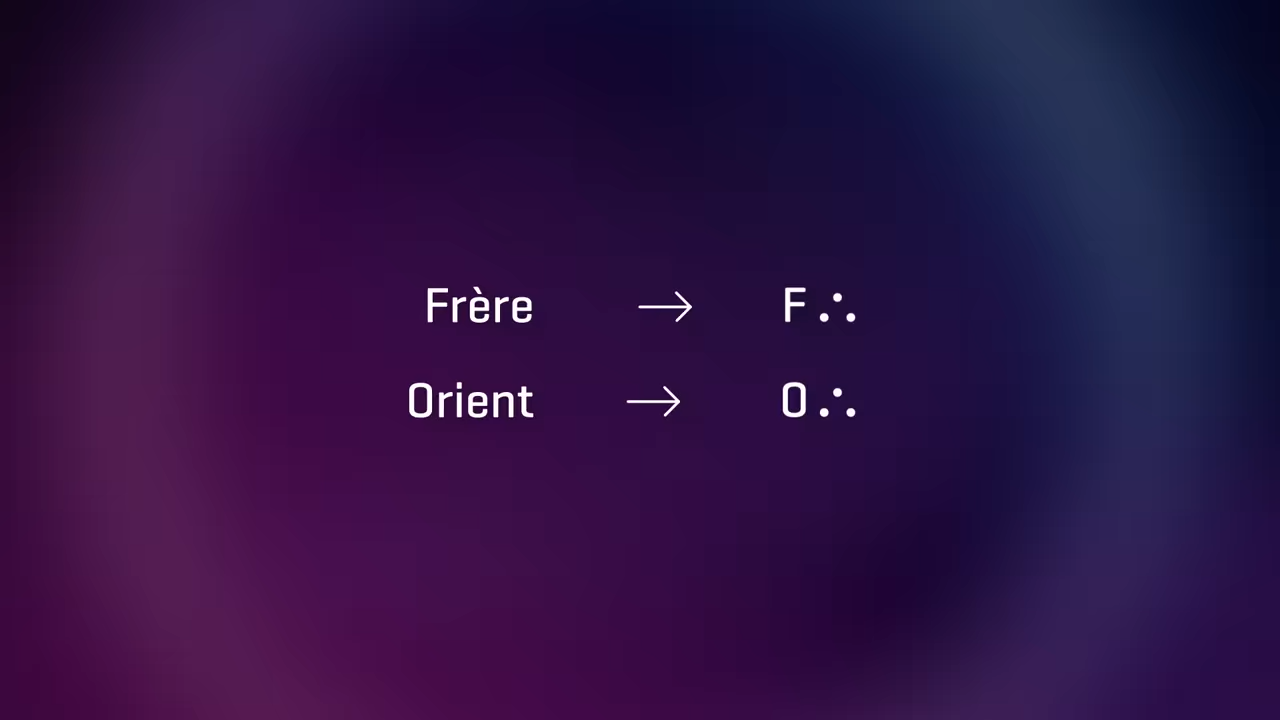 Frère → F∴
Orient → O∴